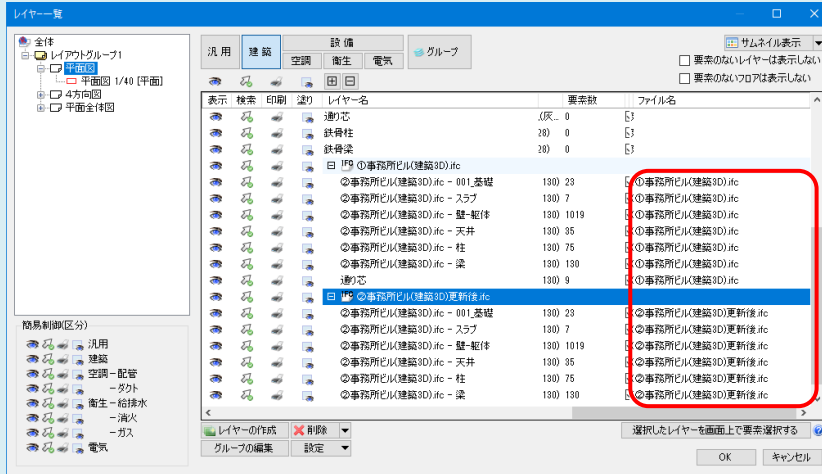 レイヤー一覧
全体
レイアウトグループ1
平面図
平面図 1/40 [平面]
4方向図
平面全体図
汎用
建築
設備
空調
衛生
電気
グループ
サムネイル表示
要素のないレイヤーは表示しない
要素のないフロアは表示しない
表示 検索 印刷 塗り レイヤー名 要素数 ファイル名
通り芯 .(灰... 0
鉄骨柱 28) 0
鉄骨梁 28) 0
①事務所ビル(建築3D).ifc
②事務所ビル(建築3D).ifc - 001_基礎 130) 23 ①事務所ビル(建築3D).ifc
②事務所ビル(建築3D).ifc - スラブ 130) 7 ①事務所ビル(建築3D).ifc
②事務所ビル(建築3D).ifc - 壁-躯体 130) 1019 ①事務所ビル(建築3D).ifc
②事務所ビル(建築3D).ifc - 天井 130) 35 ①事務所ビル(建築3D).ifc
②事務所ビル(建築3D).ifc - 柱 130) 75 ①事務所ビル(建築3D).ifc
②事務所ビル(建築3D).ifc - 梁 130) 130 ①事務所ビル(建築3D).ifc
通り芯 130) 9 ①事務所ビル(建築3D).ifc
②事務所ビル(建築3D)更新後.ifc
②事務所ビル(建築3D).ifc - 001_基礎 130) 23 ②事務所ビル(建築3D)更新後.ifc
②事務所ビル(建築3D).ifc - スラブ 130) 7 ②事務所ビル(建築3D)更新後.ifc
②事務所ビル(建築3D).ifc - 壁-躯体 130) 1019 ②事務所ビル(建築3D)更新後.ifc
②事務所ビル(建築3D).ifc - 天井 130) 35 ②事務所ビル(建築3D)更新後.ifc
②事務所ビル(建築3D).ifc - 柱 130) 75 ②事務所ビル(建築3D)更新後.ifc
②事務所ビル(建築3D).ifc - 梁 130) 130 ②事務所ビル(建築3D)更新後.ifc
簡易制御(区分)
汎用
建築
空調-配管
-ダクト
衛生-給排水
-消火
-ガス
電気
レイヤーの作成
削除
選択したレイヤーを画面上で要素選択する
グループの編集
設定
OK
キャンセル